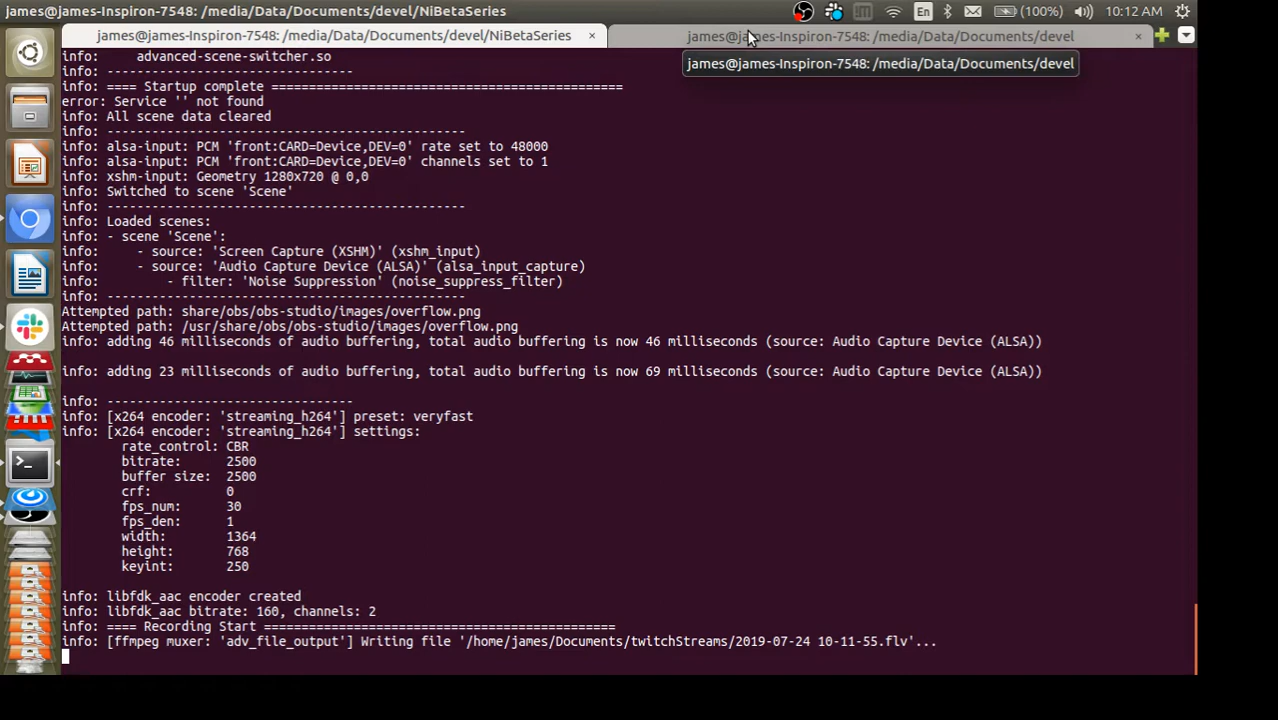 james@james-Inspiron-7548: /media/Data/Documents/devel/NiBetaSeries
En
(100%)
10:12 AM
james@james-Inspiron-7548: /media/Data/Documents/devel/NiBetaSeries ×
james@james-Inspiron-7548: /media/Data/Documents/devel ×
james@james-Inspiron-7548: /media/Data/Documents/devel
info:     advanced-scene-switcher.so
info: ---------------------------------
info: ==== Startup complete ===============================================
error: Service '' not found
info: All scene data cleared
info: ------------------------------------------------
info: alsa-input: PCM 'front:CARD=Device,DEV=0' rate set to 48000
info: alsa-input: PCM 'front:CARD=Device,DEV=0' channels set to 1
info: xshm-input: Geometry 1280x720 @ 0,0
info: Switched to scene 'Scene'
info: ------------------------------------------------
info: Loaded scenes:
info: - scene 'Scene':
info:     - source: 'Screen Capture (XSHM)' (xshm_input)
info:     - source: 'Audio Capture Device (ALSA)' (alsa_input_capture)
info:         - filter: 'Noise Suppression' (noise_suppress_filter)
info: ------------------------------------------------
Attempted path: share/obs/obs-studio/images/overflow.png
Attempted path: /usr/share/obs/obs-studio/images/overflow.png
info: adding 46 milliseconds of audio buffering, total audio buffering is now 46 milliseconds (source: Audio Capture Device (ALSA))
info: adding 23 milliseconds of audio buffering, total audio buffering is now 69 milliseconds (source: Audio Capture Device (ALSA))
info: ---------------------------------
info: [x264 encoder: 'streaming_h264'] preset: veryfast
info: [x264 encoder: 'streaming_h264'] settings:
        rate_control: CBR
        bitrate:      2500
        buffer size:  2500
        crf:          0
        fps_num:      30
        fps_den:      1
        width:        1364
        height:       768
        keyint:       250
info: libfdk_aac encoder created
info: libfdk_aac bitrate: 160, channels: 2
info: ==== Recording Start ===============================================
info: [ffmpeg muxer: 'adv_file_output'] Writing file '/home/james/Documents/twitchStreams/2019-07-24 10-11-55.flv'...